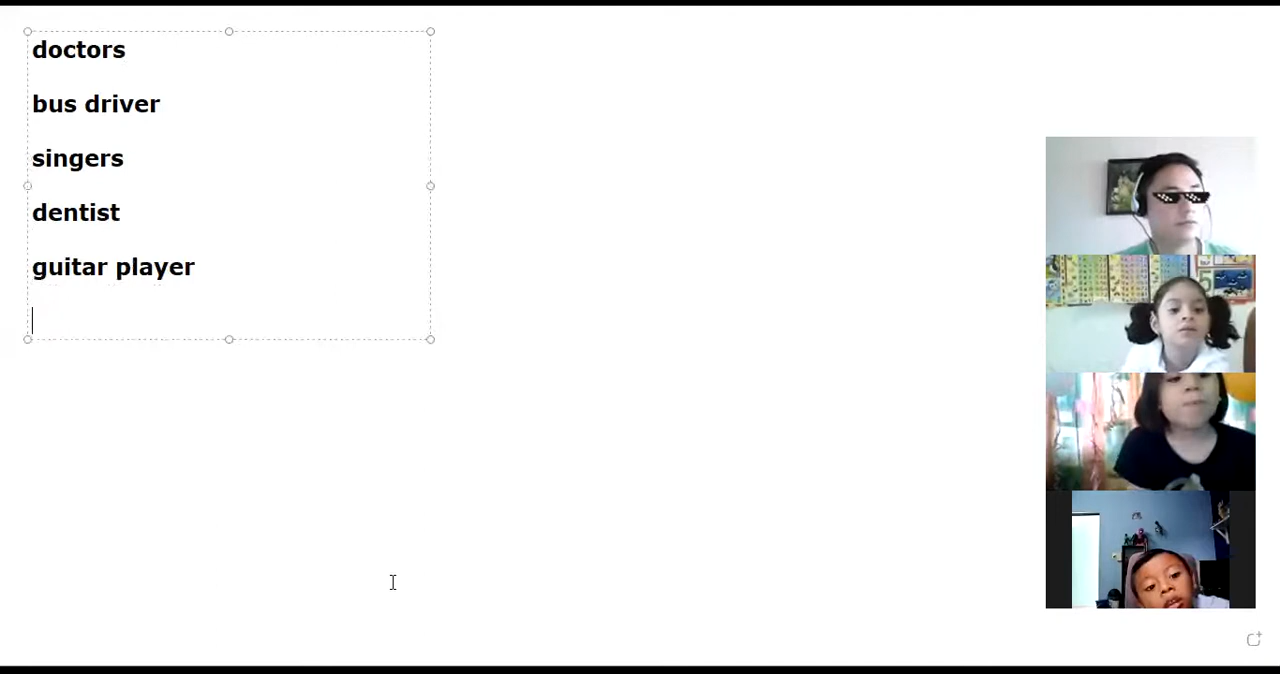 doctors
bus driver
singers
dentist
guitar player